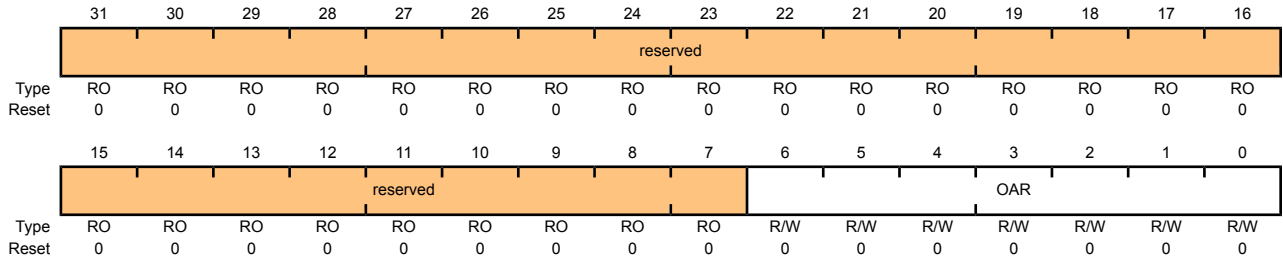 31 30 29 28 27 26 25 24 23 22 21 20 19 18 17 16
reserved
Type RO RO RO RO RO RO RO RO RO RO RO RO RO RO RO RO
Reset 0 0 0 0 0 0 0 0 0 0 0 0 0 0 0 0
15 14 13 12 11 10 9 8 7 6 5 4 3 2 1 0
reserved OAR
Type RO RO RO RO RO RO RO RO RO R/W R/W R/W R/W R/W R/W R/W
Reset 0 0 0 0 0 0 0 0 0 0 0 0 0 0 0 0